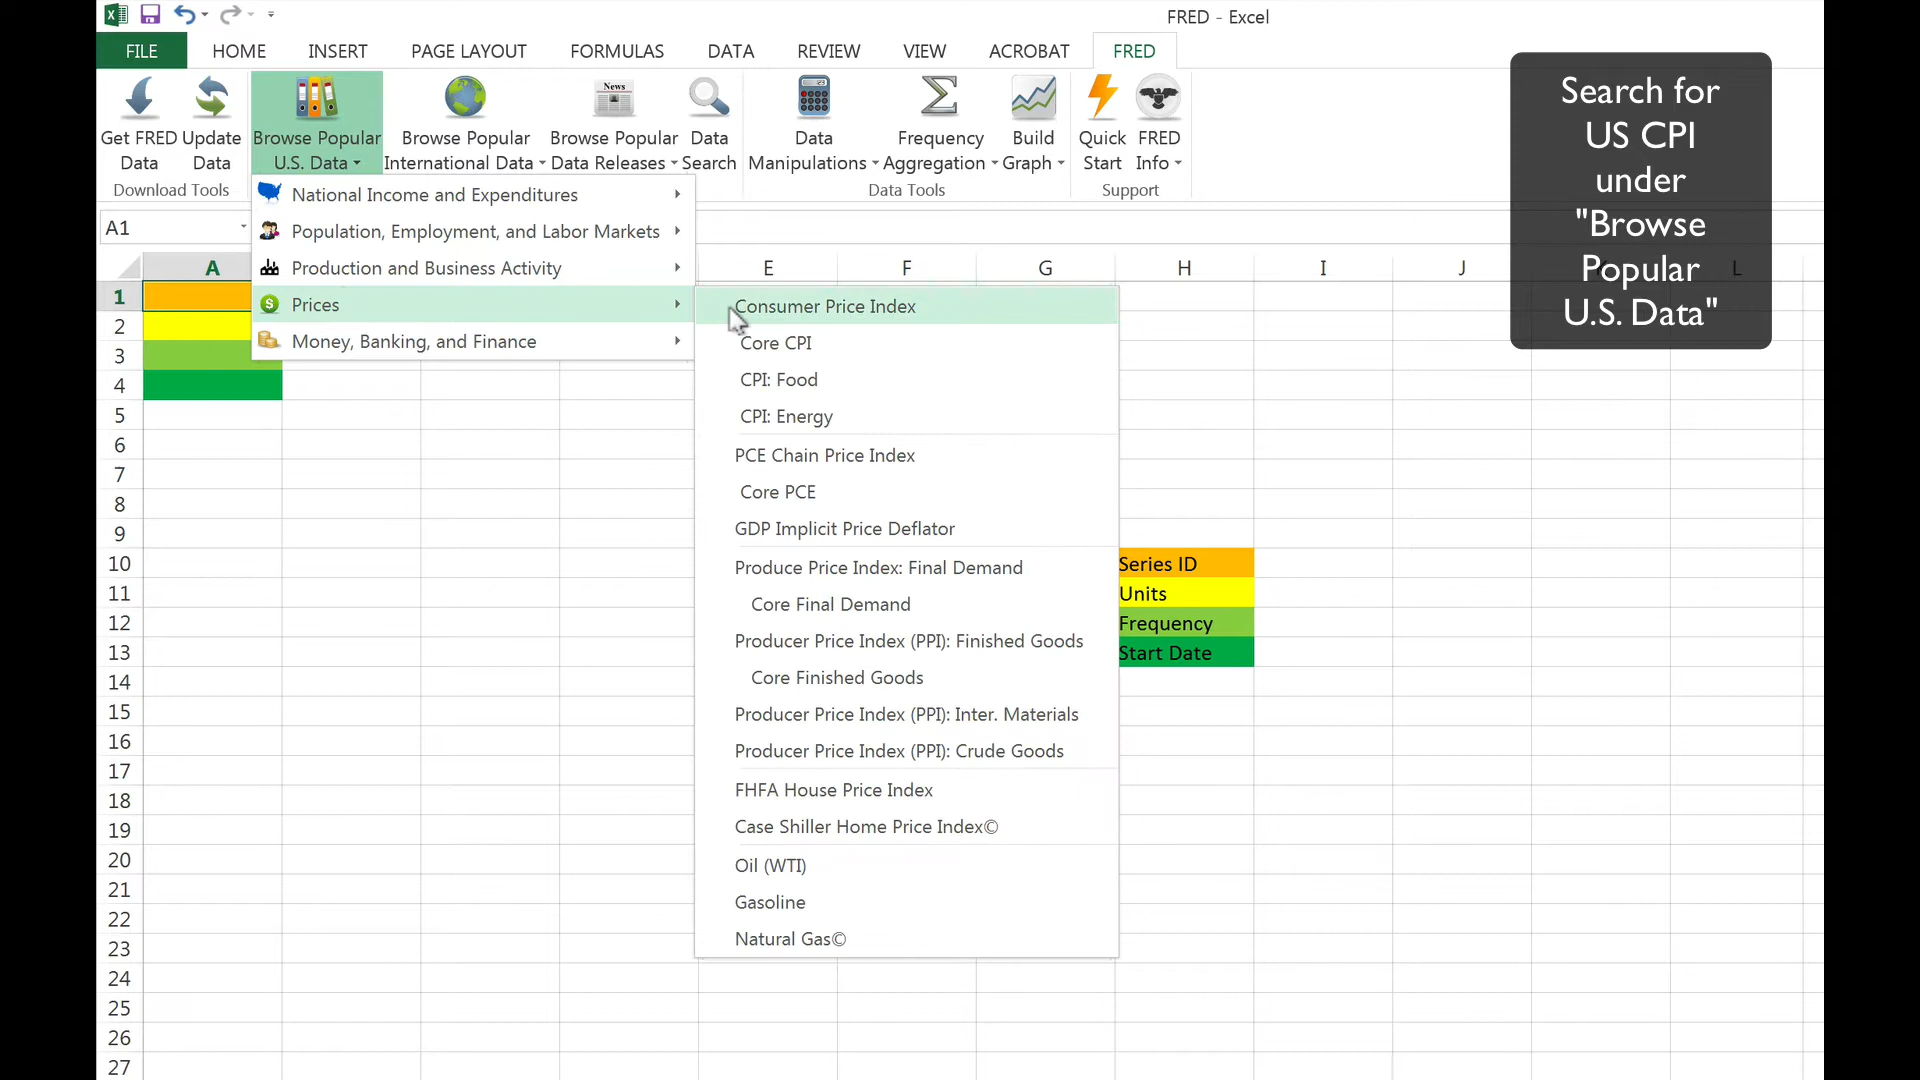 FRED - Excel
FILE HOME INSERT PAGE LAYOUT FORMULAS DATA REVIEW VIEW ACROBAT FRED
Get FRED Data
Update Data
Browse Popular U.S. Data
Browse Popular International Data
News
Browse Popular Data Releases
Data Search
Data Manipulations
Frequency Aggregation
Build Graph
Quick Start
FRED Info
Download Tools
Data Tools
Support
Search for
US CPI
under
"Browse
Popular
U.S. Data"
A1
National Income and Expenditures
Population, Employment, and Labor Markets
Production and Business Activity
Prices
Money, Banking, and Finance
A E F G H I J L
Consumer Price Index
Core CPI
CPI: Food
CPI: Energy
PCE Chain Price Index
Core PCE
GDP Implicit Price Deflator
Produce Price Index: Final Demand
Core Final Demand
Producer Price Index (PPI): Finished Goods
Core Finished Goods
Producer Price Index (PPI): Inter. Materials
Producer Price Index (PPI): Crude Goods
FHFA House Price Index
Case Shiller Home Price Index©
Oil (WTI)
Gasoline
Natural Gas©
Series ID
Units
Frequency
Start Date
1
2
3
4
5
6
7
8
9
10
11
12
13
14
15
16
17
18
19
20
21
22
23
24
25
26
27